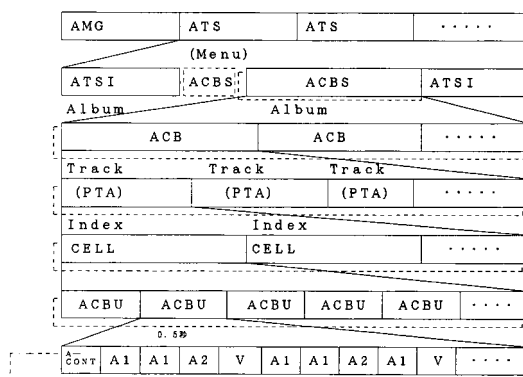 AMG ATS ATS ·····
(Menu)
ATSI ACBS ACBS ATSI
Album Album
ACB ACB ·····
Track Track Track
(PTA) (PTA) (PTA) ·····
Index Index
CELL CELL ·····
ACBU ACBU ACBU ACBU ACBU ····
0.5秒
A-CONT A1 A1 A2 V A1 A1 A2 A1 V ····